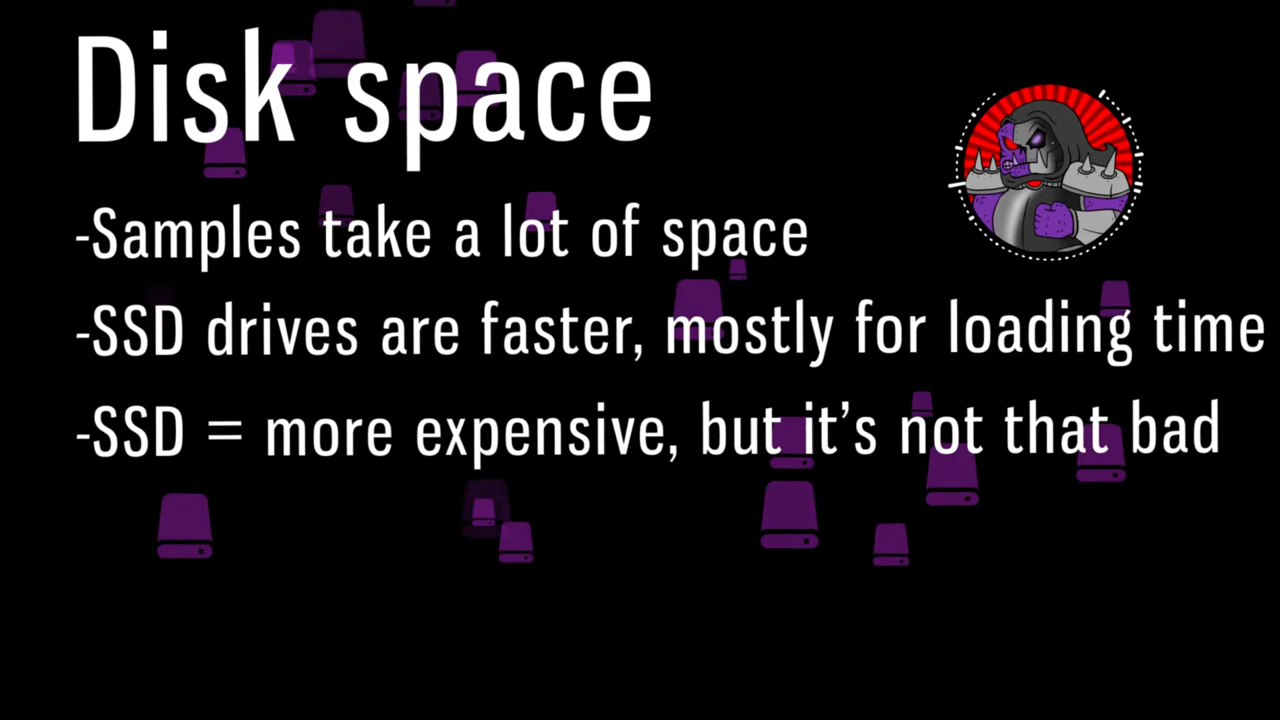 Disk space
-Samples take a lot of space
-SSD drives are faster, mostly for loading time
-SSD = more expensive, but it’s not that bad